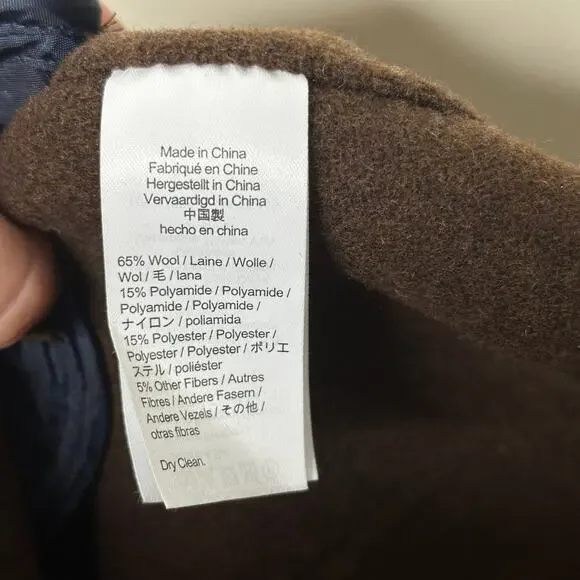 Made in China
Fabriqué en Chine
Hergestellt in China
Vervaardigd in China
中国製
hecho en china
65% Wool / Laine / Wolle /
Wol / 毛 / lana
15% Polyamide / Polyamide /
Polyamide / Polyamide /
ナイロン / poliamida
15% Polyester / Polyester /
Polyester / Polyester / ポリエ
ステル / poliéster
5% Other Fibers / Autres
Fibres / Andere Fasern /
Andere Vezels / その他 /
otras fibras
Dry Clean.